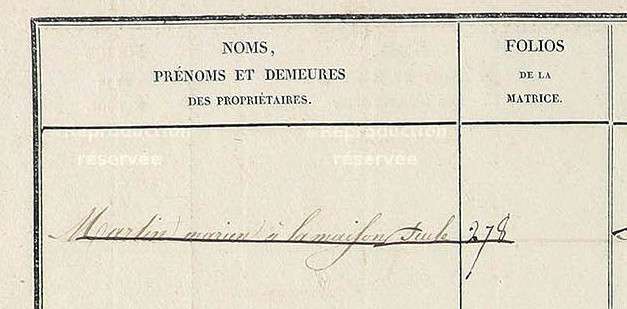 NOMS,
PRÉNOMS ET DEMEURES
DES PROPRIÉTAIRES.
FOLIOS
DE LA
MATRICE.
Reproduction réservée
Reproduction réservée
Martin marien à la maison Seule 278